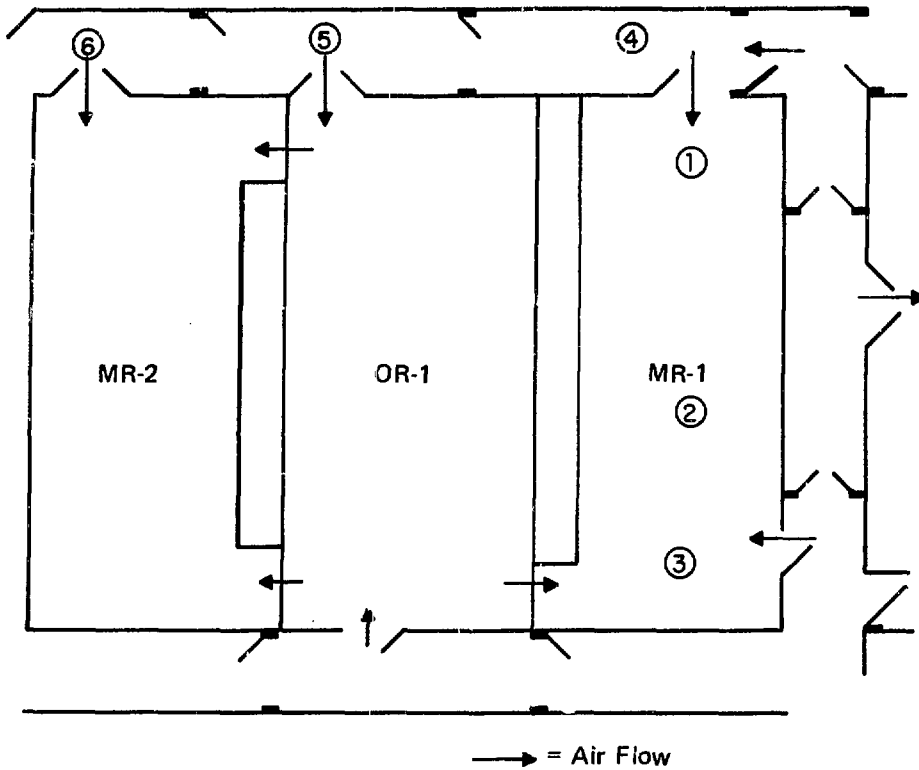 ⑥ ⑤ ④
①
MR-2 OR-1 MR-1
②
③
= Air Flow